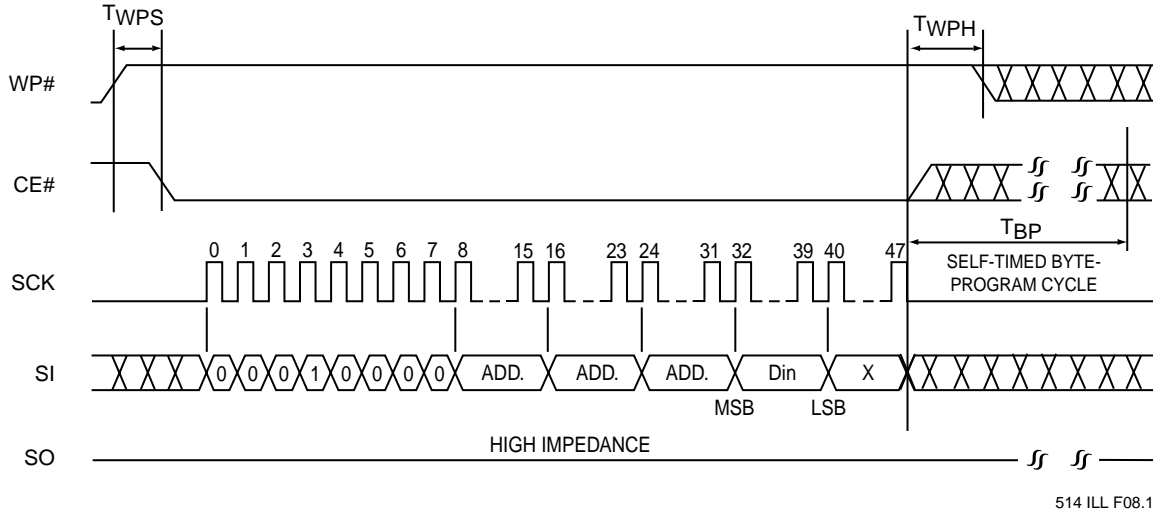 TWPS
TWPH
WP#
CE#
TBP
0 1 2 3 4 5 6 7 8 15 16 23 24 31 32 39 40 47
SCK
SELF-TIMED BYTE-
PROGRAM CYCLE
SI
0 0 0 1 0 0 0 0 ADD. ADD. ADD. Din X
MSB LSB
HIGH IMPEDANCE
SO
514 ILL F08.1